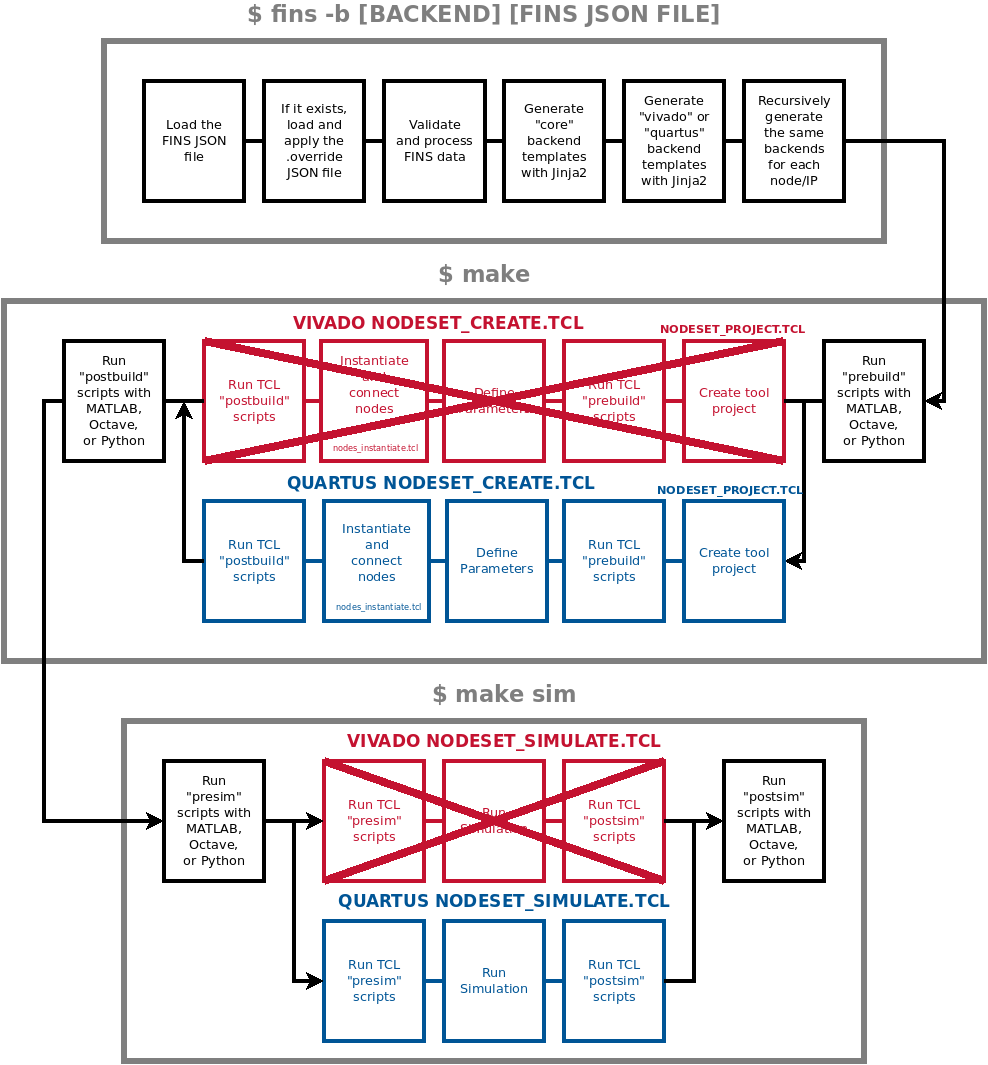 $ fins -b [BACKEND] [FINS JSON FILE]
Load the
FINS JSON
file
If it exists,
load and
apply the
.override
JSON file
Validate
and process
FINS data
Generate
"core"
backend
templates
with Jinja2
Generate
"vivado" or
"quartus"
backend
templates
with Jinja2
Recursively
generate
the same
backends
for each
node/IP
$ make
VIVADO NODESET_CREATE.TCL
NODESET_PROJECT.TCL
Run
"postbuild"
scripts with
MATLAB,
Octave,
or Python
Run TCL
"postbuild"
scripts
Instantiate
and
connect
nodes
nodes_instantiate.tcl
Define
Parameters
Run TCL
"prebuild"
scripts
Create tool
project
Run
"prebuild"
scripts with
MATLAB,
Octave,
or Python
QUARTUS NODESET_CREATE.TCL
NODESET_PROJECT.TCL
Run TCL
"postbuild"
scripts
Instantiate
and
connect
nodes
nodes_instantiate.tcl
Define
Parameters
Run TCL
"prebuild"
scripts
Create tool
project
$ make sim
VIVADO NODESET_SIMULATE.TCL
Run
"presim"
scripts with
MATLAB,
Octave,
or Python
Run TCL
"presim"
scripts
Run
Simulation
Run TCL
"postsim"
scripts
Run
"postsim"
scripts with
MATLAB,
Octave,
or Python
QUARTUS NODESET_SIMULATE.TCL
Run TCL
"presim"
scripts
Run
Simulation
Run TCL
"postsim"
scripts